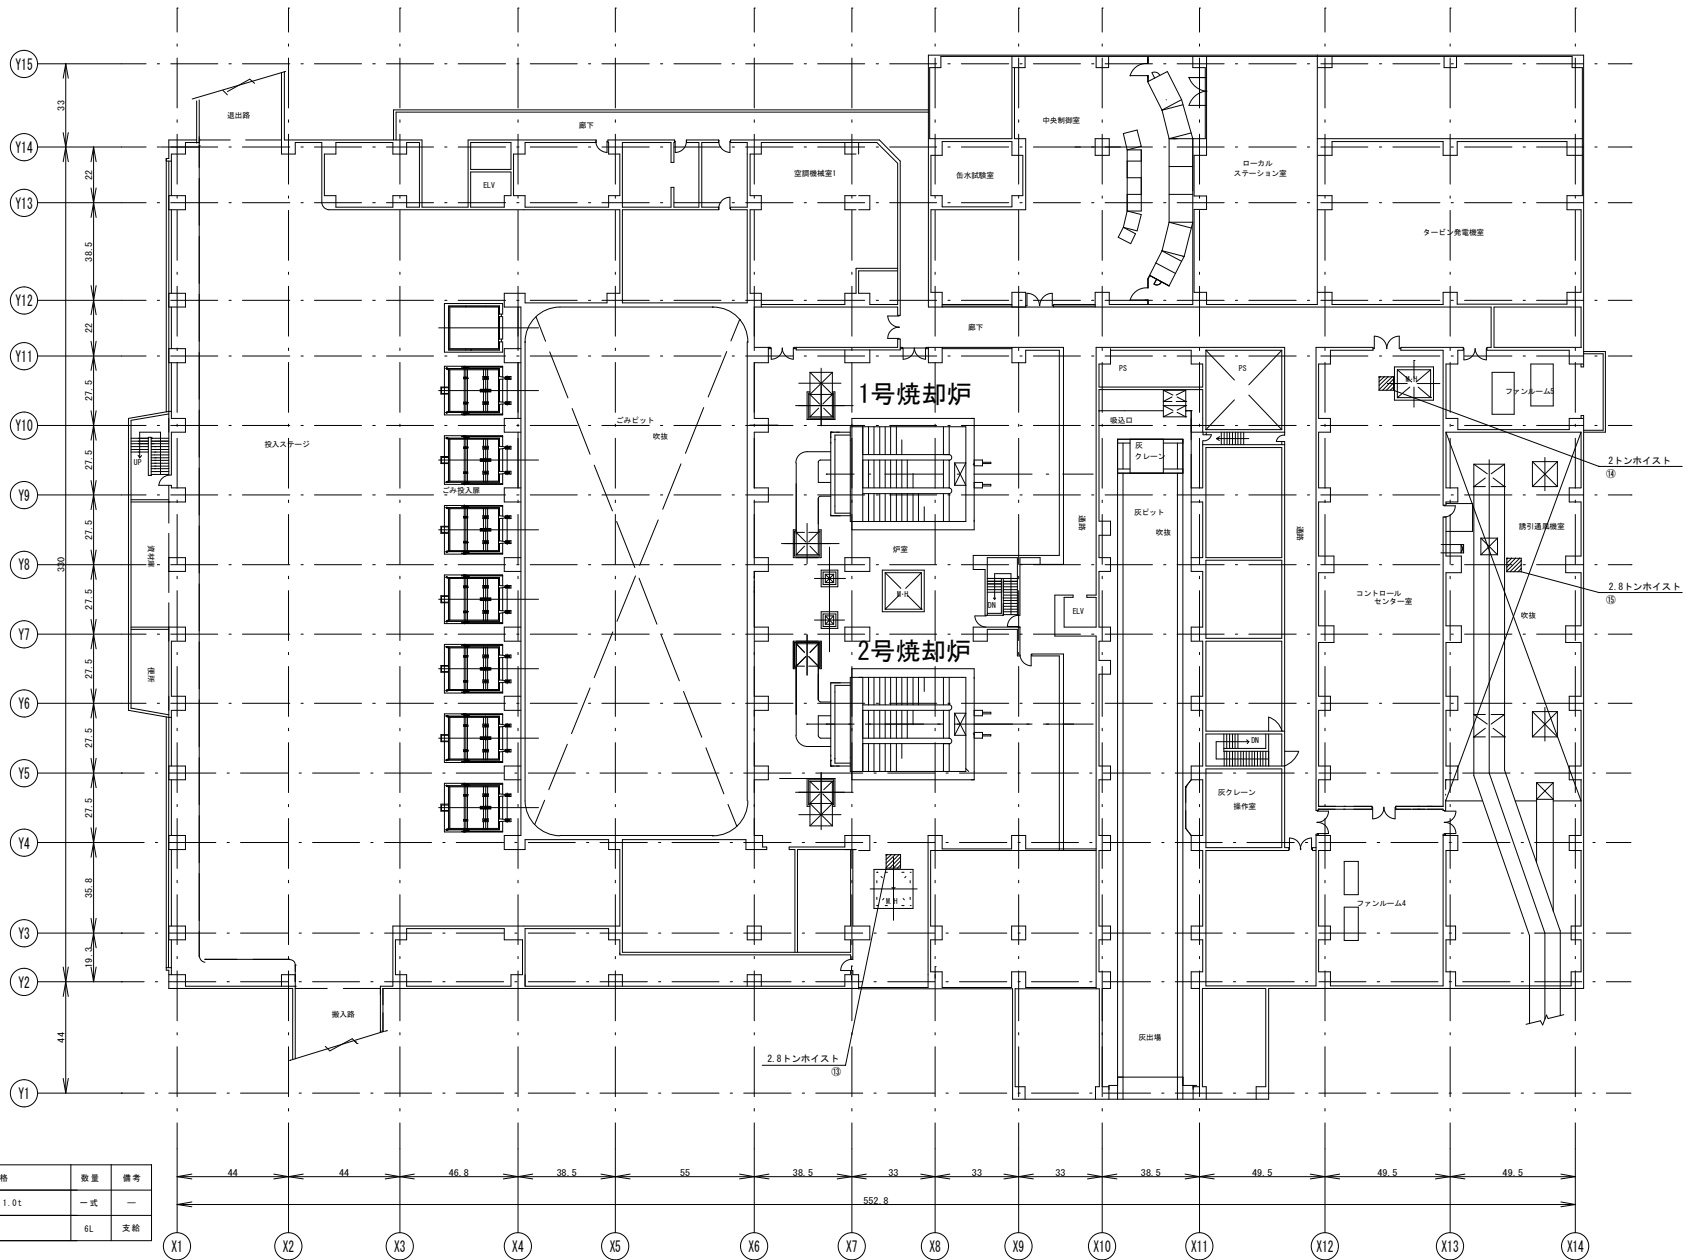 Y15
33
退出路
廊下
中央制御室
Y14
22
ELV
空調機械室1
缶水試験室
ローカル
ステーション室
Y13
38.5
タービン発電機室
Y12
22
廊下
Y11
27.5
1号焼却炉
PS
PS
M・H
ファンルーム5
Y10
投入ステージ
ごみピット
吹抜
吸込口
灰
クレーン
UP
27.5
2トンホイスト
⑭
Y9
ごみ投入扉
27.5
資材庫
炉室
通路
灰ピット
吹抜
通路
誘引通風機室
Y8
330
27.5
M・H
DN
ELV
コントロール
センター室
2.8トンホイスト
⑮
吹抜
Y7
27.5
便所
2号焼却炉
Y6
27.5
DN
Y5
27.5
灰クレーン
操作室
Y4
35.8
M・H
ファンルーム4
Y3
19.3
Y2
搬入路
44
灰出場
2.8トンホイスト
⑬
Y1
格 数量 備考
1.0t 一式 ―
6L 支給
44 44 46.8 38.5 55 38.5 33 33 33 38.5 49.5 49.5 49.5
552.8
X1 X2 X3 X4 X5 X6 X7 X8 X9 X10 X11 X12 X13 X14